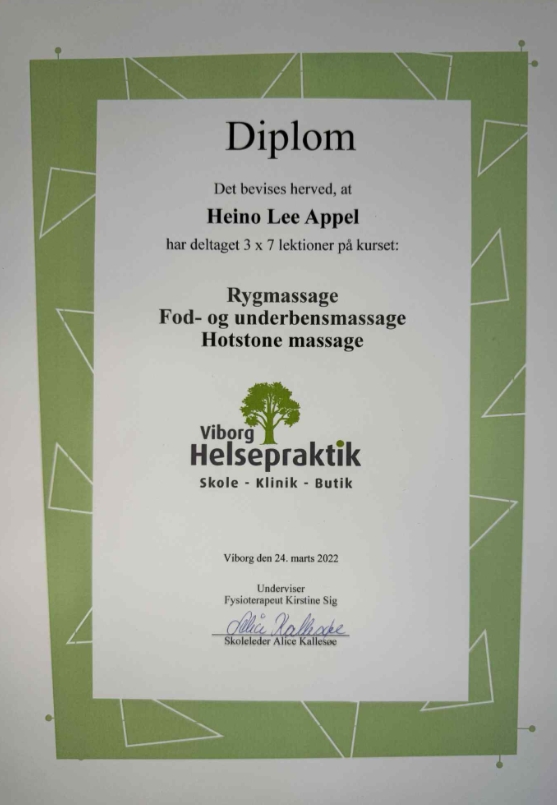 Diplom
Det bevises herved, at
Heino Lee Appel
har deltaget 3 x 7 lektioner på kurset:
Rygmassage
Fod- og underbensmassage
Hotstone massage
Viborg
Helsepraktik
Skole - Klinik - Butik
Viborg den 24. marts 2022
Underviser
Fysioterapeut Kirstine Sig
Alice Kallesøe
Skoleleder Alice Kallesøe